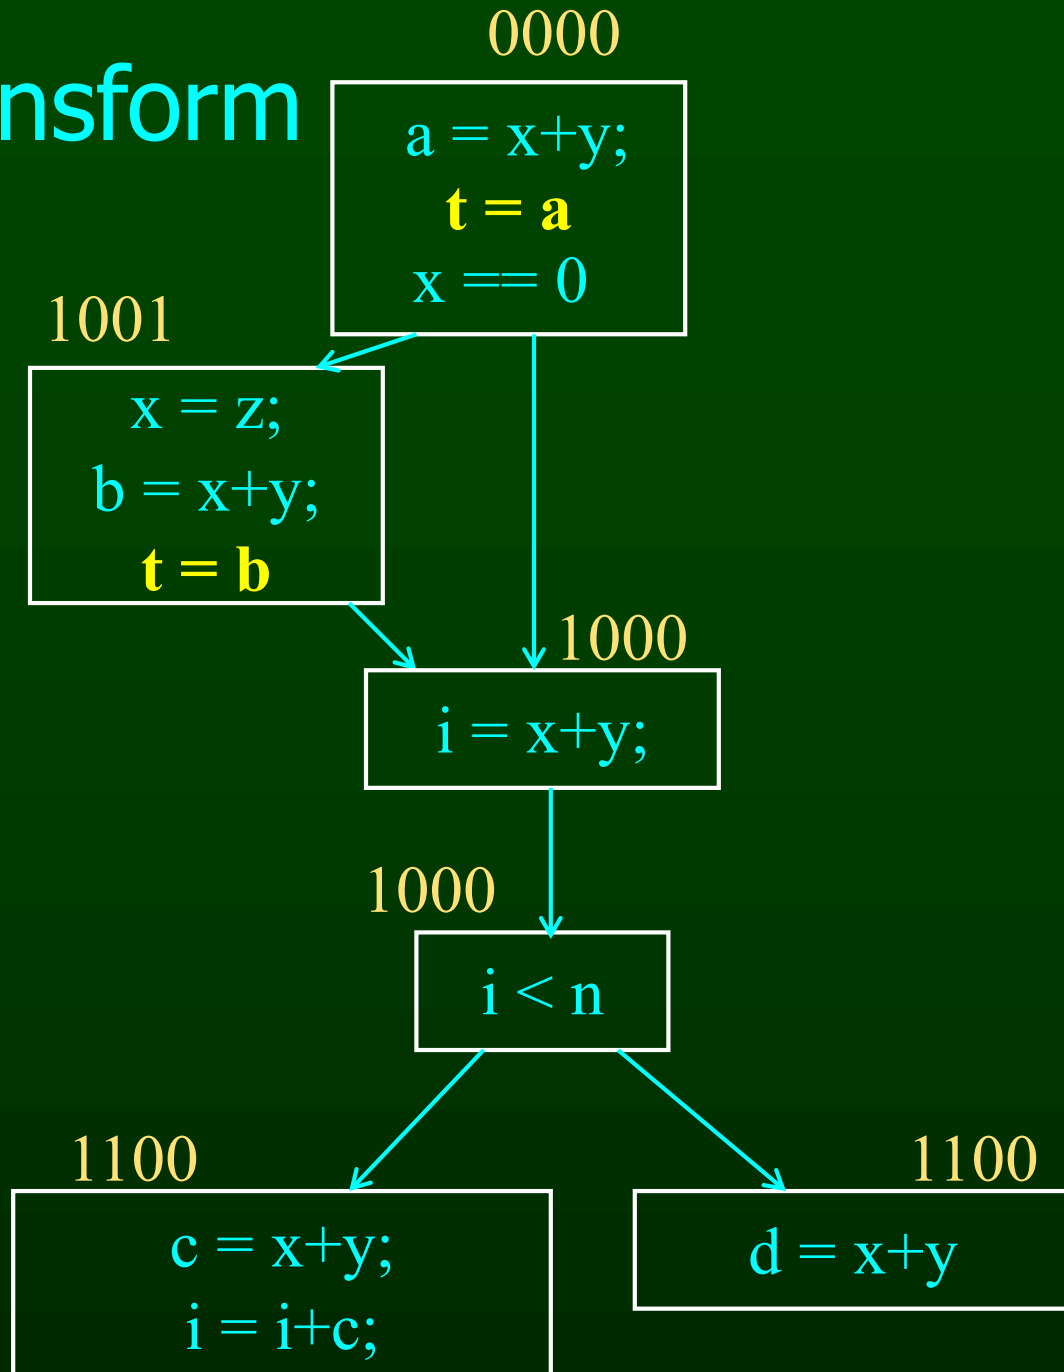 0000
nsform
a = x+y;
t = a
x == 0
1001
x = z;
b = x+y;
t = b
1000
i = x+y;
1000
i < n
1100
1100
c = x+y;
i = i+c;
d = x+y